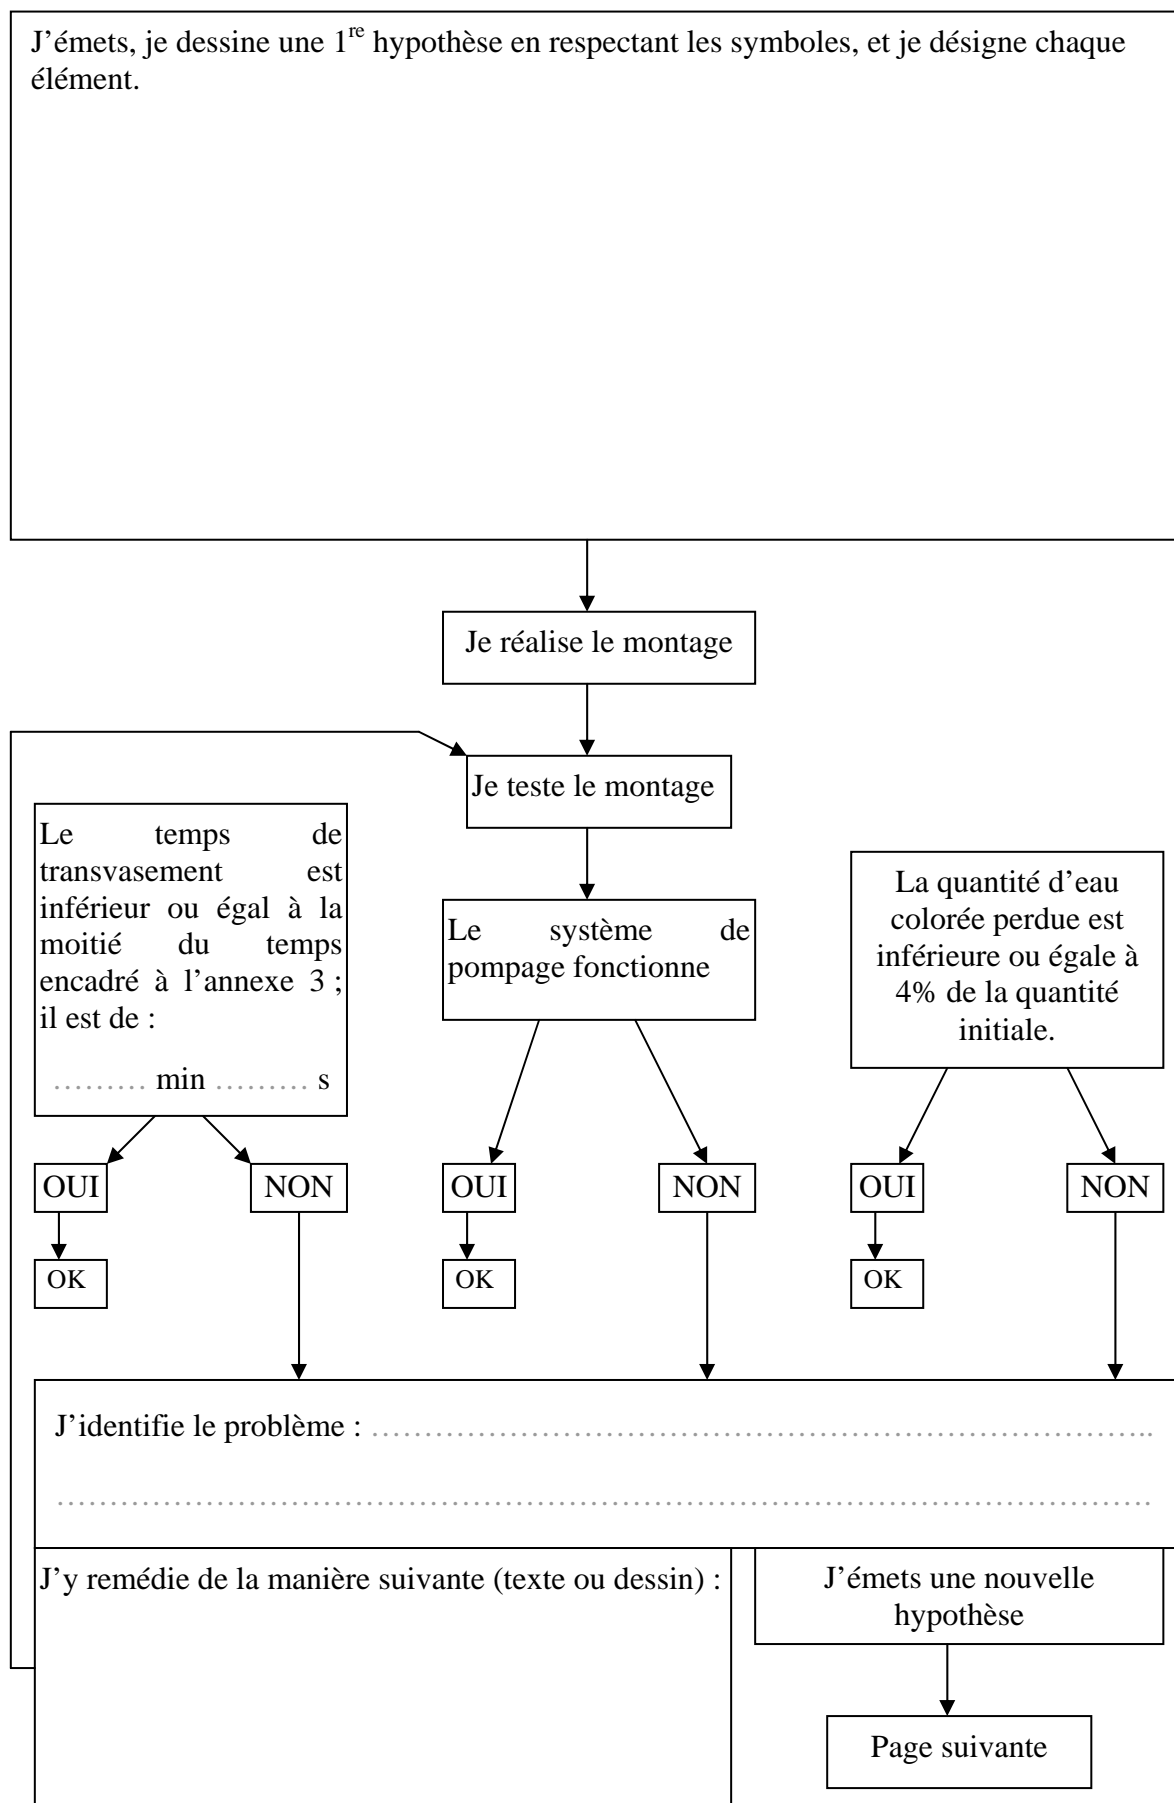 J’émets, je dessine une 1re hypothèse en respectant les symboles, et je désigne chaque
élément.
Je réalise le montage
Je teste le montage
Le temps de
transvasement est
inférieur ou égal à la
moitié du temps
encadré à l’annexe 3 ;
il est de :
……… min ……… s
Le système de
pompage fonctionne
La quantité d’eau
colorée perdue est
inférieure ou égale à
4% de la quantité
initiale.
OUI
NON
OUI
NON
OUI
NON
OK
OK
OK
J’identifie le problème : ………………………………………………………………..
………………………………………………………………………………………….
J’y remédie de la manière suivante (texte ou dessin) :
J’émets une nouvelle
hypothèse
Page suivante